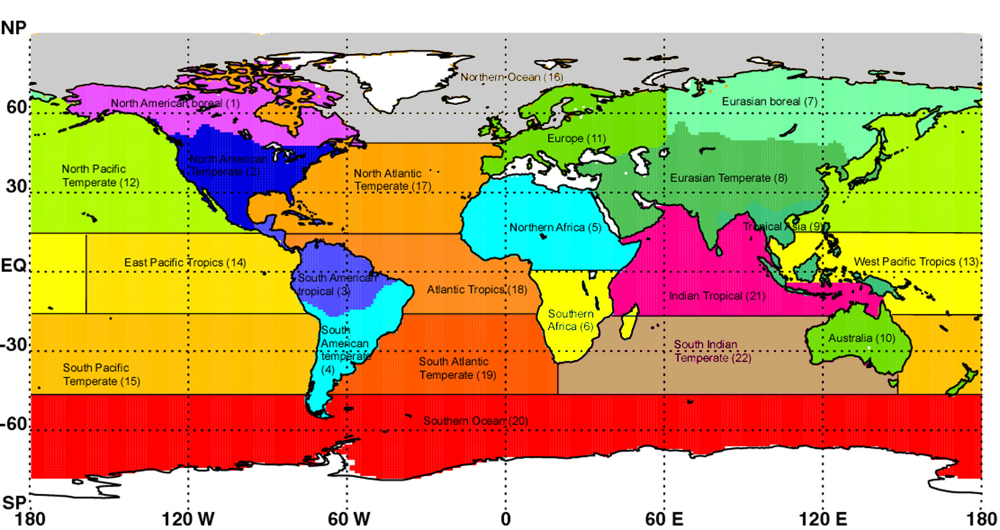 NP
Northern Ocean (16)
60
North American boreal (1)
Eurasian boreal (7)
Europe (11)
North Pacific
Temperate (12)
North American
Temperate (2)
North Atlantic
Temperate (17)
Eurasian Temperate (8)
30
Northern Africa (5)
Tropical Asia (9)
EQ
East Pacific Tropics (14)
West Pacific Tropics (13)
South American
tropical (3)
Atlantic Tropics (18)
Indian Tropical (21)
Southern
Africa (6)
-30
South
American
temperate
(4)
Australia (10)
South Indian
Temperate (22)
South Pacific
Temperate (15)
South Atlantic
Temperate (19)
-60
Southern Ocean (20)
SP
180
120 W
60 W
0
60 E
120 E
180